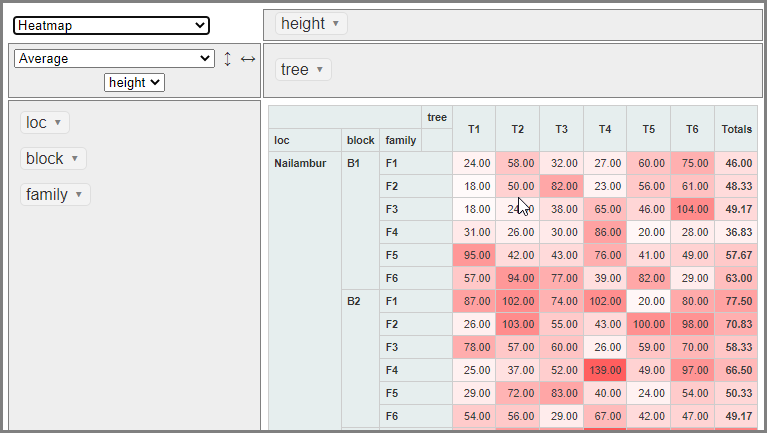 Heatmap
height ▾
Average ↕ ↔
height
tree ▾
loc ▾
block ▾
family ▾
tree T1 T2 T3 T4 T5 T6 Totals
loc block family
Nailambur B1 F1 24.00 58.00 32.00 27.00 60.00 75.00 46.00
F2 18.00 50.00 82.00 23.00 56.00 61.00 48.33
F3 18.00 24. 38.00 65.00 46.00 104.00 49.17
F4 31.00 26.00 30.00 86.00 20.00 28.00 36.83
F5 95.00 42.00 43.00 76.00 41.00 49.00 57.67
F6 57.00 94.00 77.00 39.00 82.00 29.00 63.00
B2 F1 87.00 102.00 74.00 102.00 20.00 80.00 77.50
F2 26.00 103.00 55.00 43.00 100.00 98.00 70.83
F3 78.00 57.00 60.00 26.00 59.00 70.00 58.33
F4 25.00 37.00 52.00 139.00 49.00 97.00 66.50
F5 29.00 72.00 83.00 40.00 24.00 54.00 50.33
F6 54.00 56.00 29.00 67.00 42.00 47.00 49.17